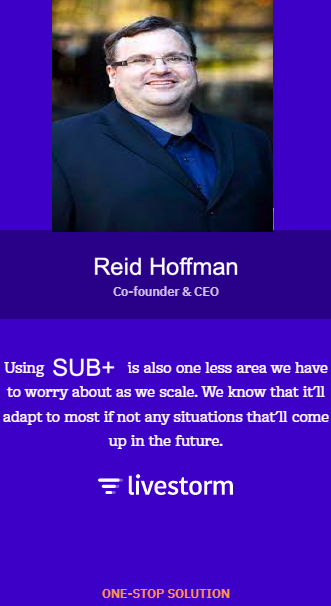 Reid Hoffman
Co-founder & CEO
Using SUB+ is also one less area we have
to worry about as we scale. We know that it'll
adapt to most if not any situations that'll come
up in the future.
livestorm
ONE-STOP SOLUTION